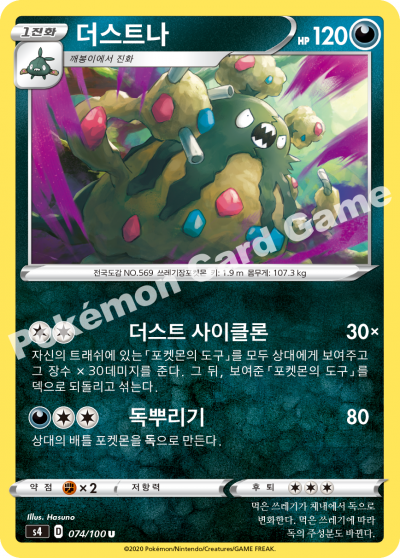 1진화
더스트나
HP 120
깨봉이에서 진화
전국도감 NO.569 쓰레기장포켓몬 키: 1.9 m 몸무게: 107.3 kg
Pokémon Card Game
더스트 사이클론 30×
자신의 트래쉬에 있는 「포켓몬의 도구」를 모두 상대에게 보여주고
그 장수 ×30데미지를 준다. 그 뒤, 보여준 「포켓몬의 도구」를
덱으로 되돌리고 섞는다.
독뿌리기 80
상대의 배틀 포켓몬을 독으로 만든다.
약점 ×2 저항력 후퇴
Illus. Hasuno
s4 D 074/100 U
먹은 쓰레기가 체내에서 독으로
변화한다. 먹은 쓰레기에 따라
독의 주성분도 바뀐다.
©2020 Pokémon/Nintendo/Creatures/GAME FREAK.